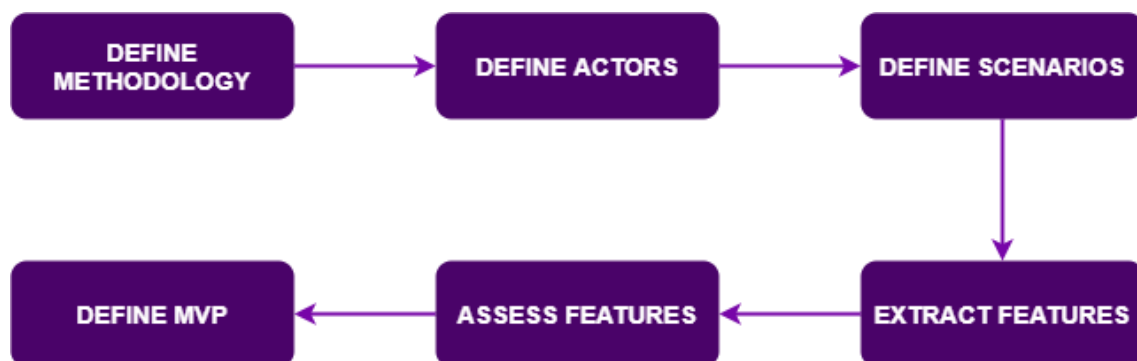 DEFINE
METHODOLOGY
DEFINE ACTORS
DEFINE SCENARIOS
EXTRACT FEATURES
ASSESS FEATURES
DEFINE MVP